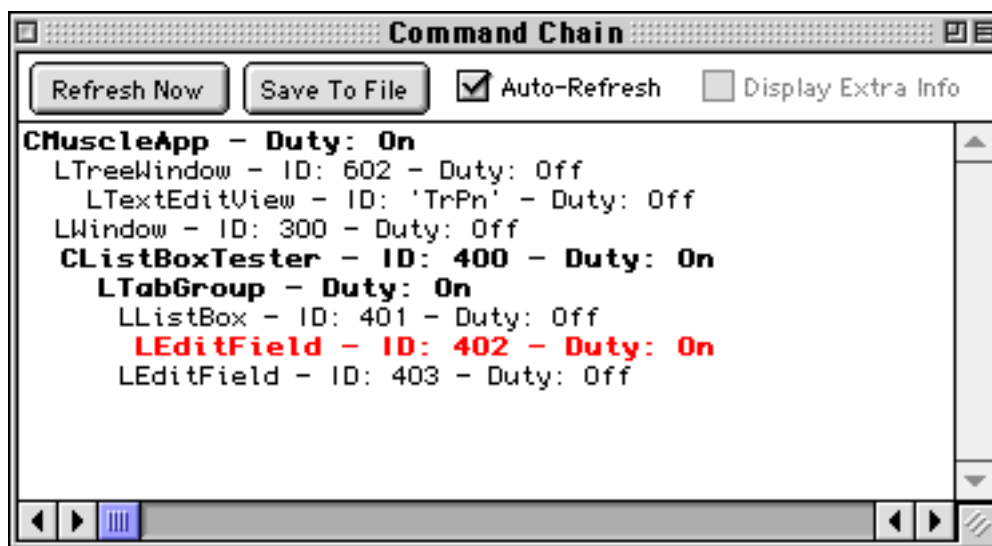 Command Chain
Refresh Now Save To File Auto-Refresh Display Extra Info
CMuscleApp – Duty: On
LTreeWindow – ID: 602 – Duty: Off
LTextEditView – ID: 'TrPn' – Duty: Off
LWindow – ID: 300 – Duty: Off
CListBoxTester – ID: 400 – Duty: On
LTabGroup – Duty: On
LListBox – ID: 401 – Duty: Off
LEditField – ID: 402 – Duty: On
LEditField – ID: 403 – Duty: Off